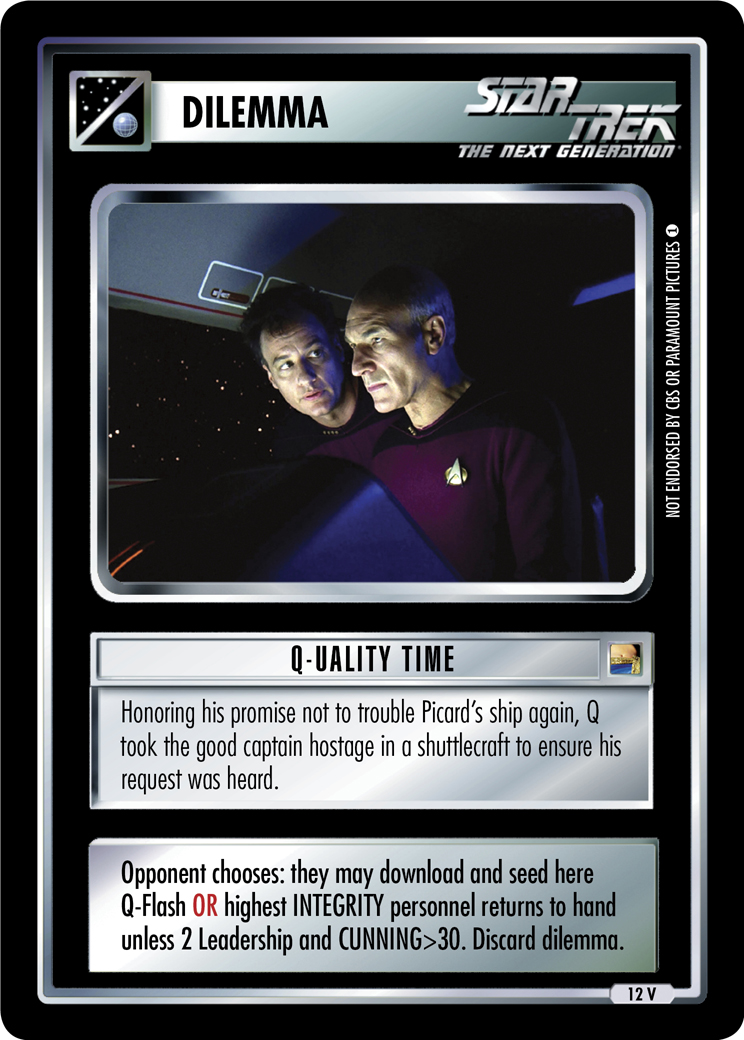 DILEMMA
STAR TREK
THE NEXT GENERATION
NOT ENDORSED BY CBS OR PARAMOUNT PICTURES 1
Q-UALITY TIME
Honoring his promise not to trouble Picard's ship again, Q
took the good captain hostage in a shuttlecraft to ensure his
request was heard.
Opponent chooses: they may download and seed here
Q-Flash OR highest INTEGRITY personnel returns to hand
unless 2 Leadership and CUNNING>30. Discard dilemma.
12 V